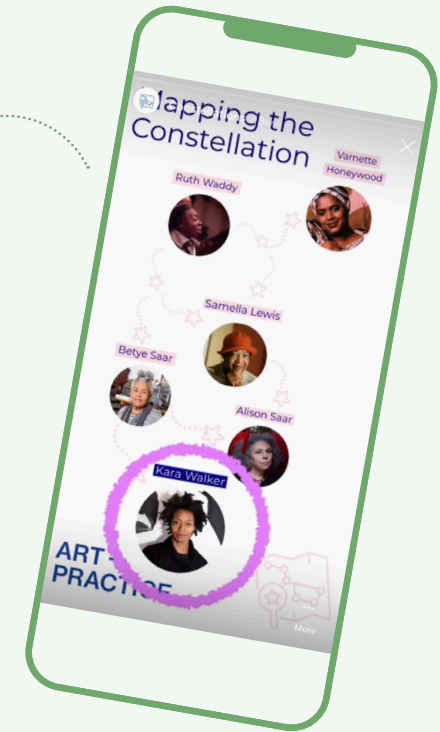 Mapping the
Constellation
Varnette
Honeywood
Ruth Waddy
Samella Lewis
Betye Saar
Alison Saar
Kara Walker
ART +
PRACTICE
More